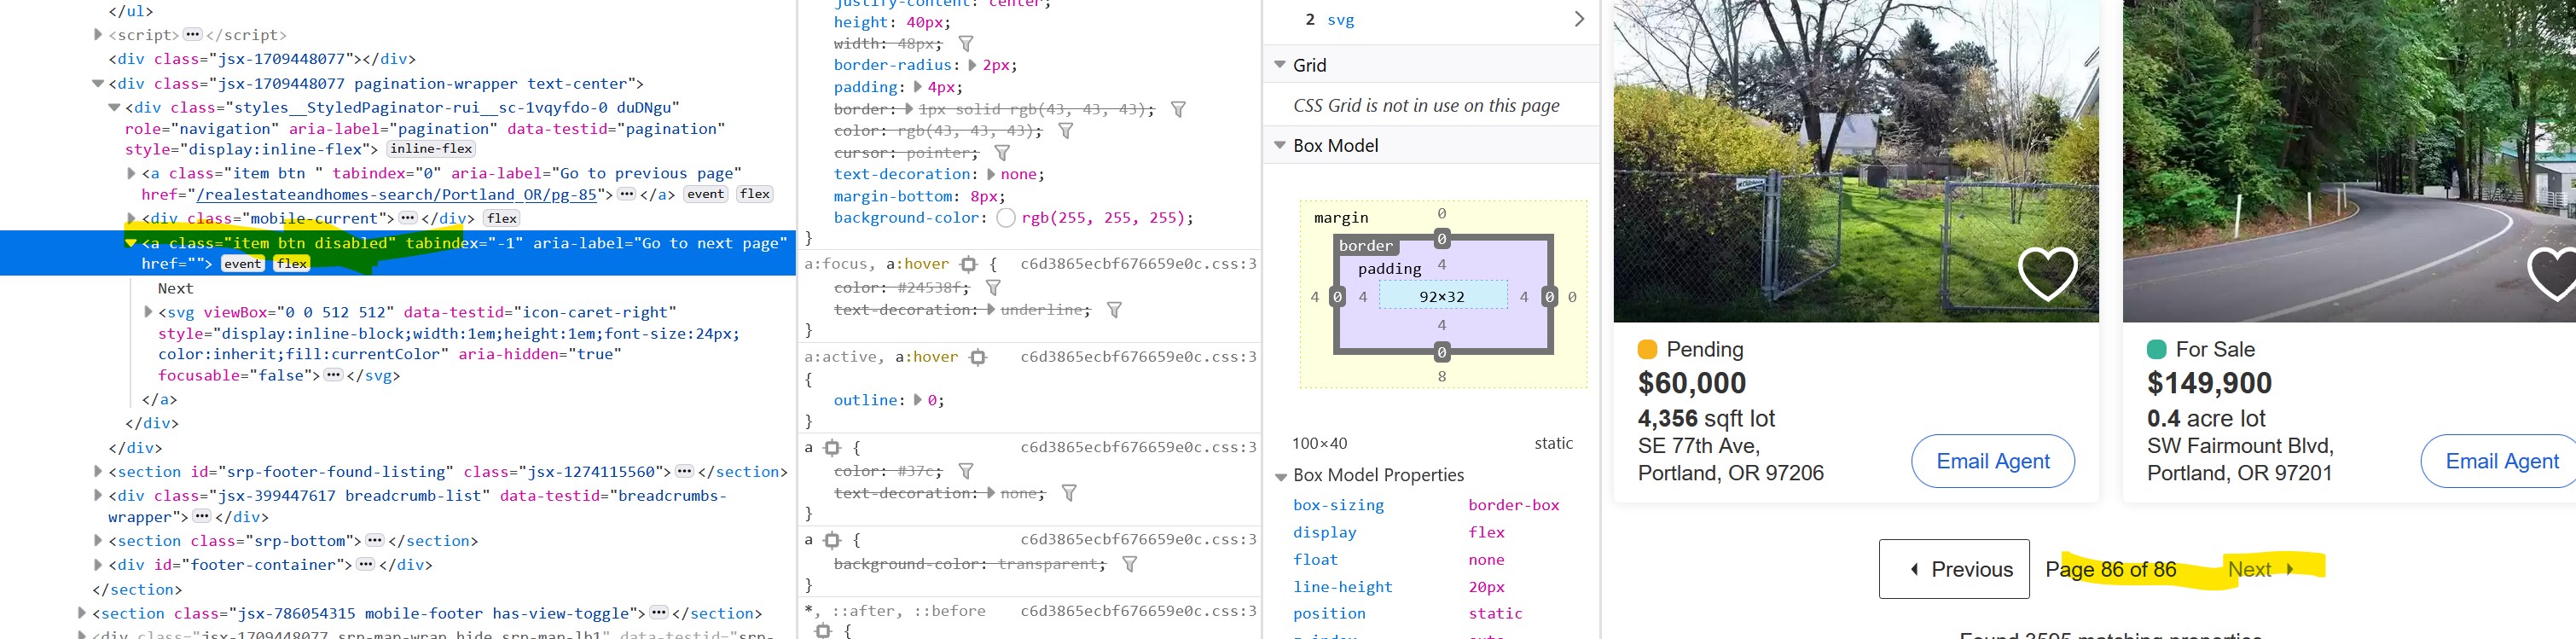 </ul>
<script> ••• </script>
<div class="jsx-1709448077"></div>
<div class="jsx-1709448077 pagination-wrapper text-center">
<div class="styles__StyledPaginator-rui__sc-1vqyfdo-0 duDNgu"
role="navigation" aria-label="pagination" data-testid="pagination"
style="display:inline-flex"> inline-flex
<a class="item btn " tabindex="0" aria-label="Go to previous page"
href="/realestateandhomes-search/Portland_OR/pg-85"> ••• </a> event flex
<div class="mobile-current"> ••• </div> flex
<a class="item btn disabled" tabindex="-1" aria-label="Go to next page"
href=""> event flex
Next
<svg viewBox="0 0 512 512" data-testid="icon-caret-right"
style="display:inline-block;width:1em;height:1em;font-size:24px;
color:inherit;fill:currentColor" aria-hidden="true"
focusable="false"> ••• </svg>
</a>
</div>
</div>
<section id="srp-footer-found-listing" class="jsx-1274115560"> ••• </section>
<div class="jsx-399447617 breadcrumb-list" data-testid="breadcrumbs-
wrapper"> ••• </div>
<section class="srp-bottom"> ••• </section>
<div id="footer-container"> ••• </div>
</section>
<section class="jsx-786054315 mobile-footer has-view-toggle"> ••• </section>
<div class="jsx-1709448077 srp-map-wrap hide srp-map-lb1" data-testid="srp-
justify-content: center;
height: 40px;
width: 48px;
border-radius: 2px;
padding: 4px;
border: 1px solid rgb(43, 43, 43);
color: rgb(43, 43, 43);
cursor: pointer;
text-decoration: none;
margin-bottom: 8px;
background-color: rgb(255, 255, 255);
}
a:focus, a:hover { c6d3865ecbf676659e0c.css:3
color: #24538f;
text-decoration: underline;
}
a:active, a:hover c6d3865ecbf676659e0c.css:3
{
outline: 0;
}
a { c6d3865ecbf676659e0c.css:3
color: #37c;
text-decoration: none;
}
a { c6d3865ecbf676659e0c.css:3
background-color: transparent;
}
*, ::after, ::before c6d3865ecbf676659e0c.css:3
{
2 svg
Grid
CSS Grid is not in use on this page
Box Model
margin 0
border 0
padding 4
4 0 4 92×32 4 0 0
4
0
8
100×40 static
Box Model Properties
box-sizing border-box
display flex
float none
line-height 20px
position static
z-index auto
Pending
$60,000
4,356 sqft lot
SE 77th Ave,
Portland, OR 97206
Email Agent
For Sale
$149,900
0.4 acre lot
SW Fairmount Blvd,
Portland, OR 97201
Email Agent
Previous Page 86 of 86 Next
Found 3595 matching properties